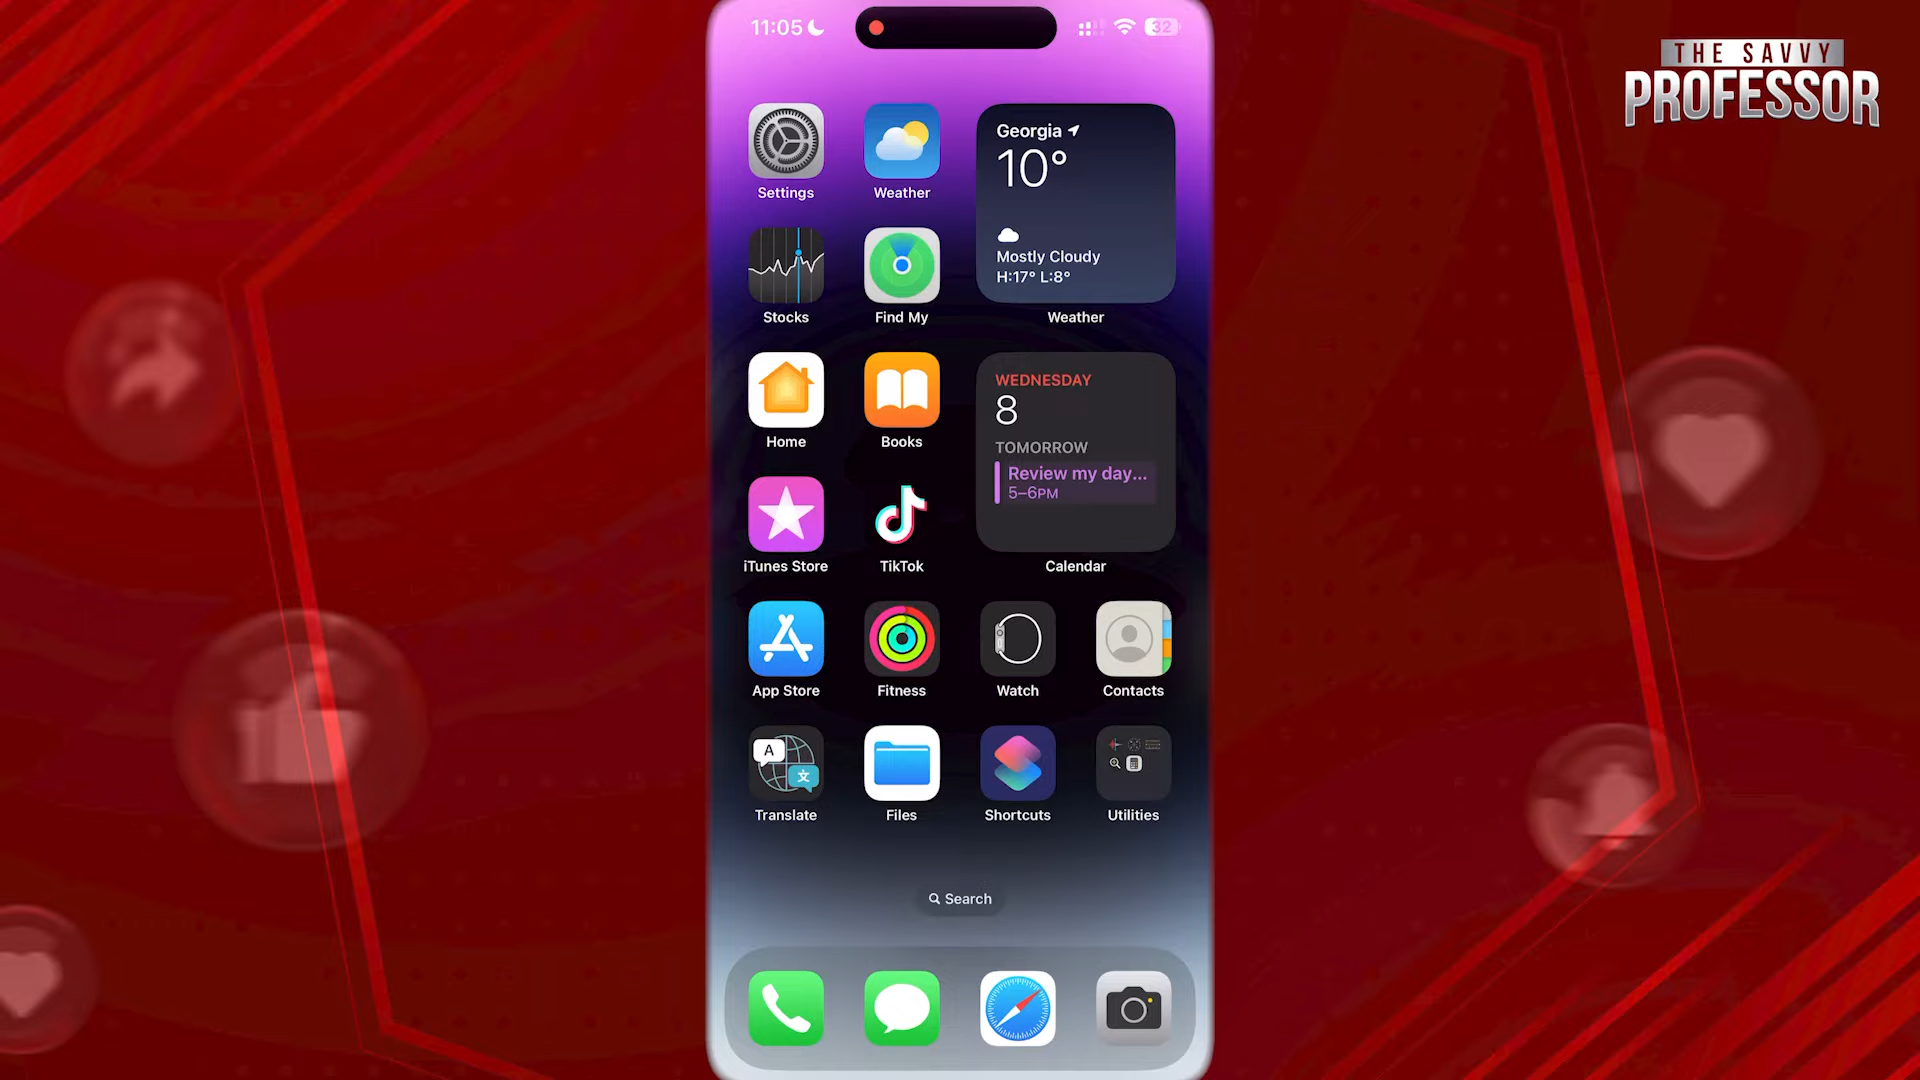 THE SAVVY
PROFESSOR
11:05
32
Settings
Weather
Georgia
10°
Mostly Cloudy
H:17° L:8°
Weather
Stocks
Find My
Home
Books
WEDNESDAY
8
TOMORROW
Review my day...
5–6PM
Calendar
iTunes Store
TikTok
App Store
Fitness
Watch
Contacts
A
文
Translate
Files
Shortcuts
Utilities
Search